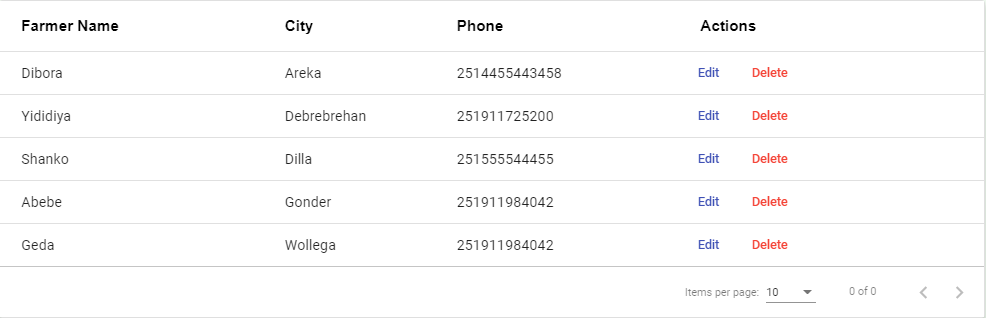 Farmer Name City Phone Actions
Dibora Areka 2514455443458 Edit Delete
Yididiya Debrebrehan 251911725200 Edit Delete
Shanko Dilla 251555544455 Edit Delete
Abebe Gonder 251911984042 Edit Delete
Geda Wollega 251911984042 Edit Delete
Items per page: 10 0 of 0